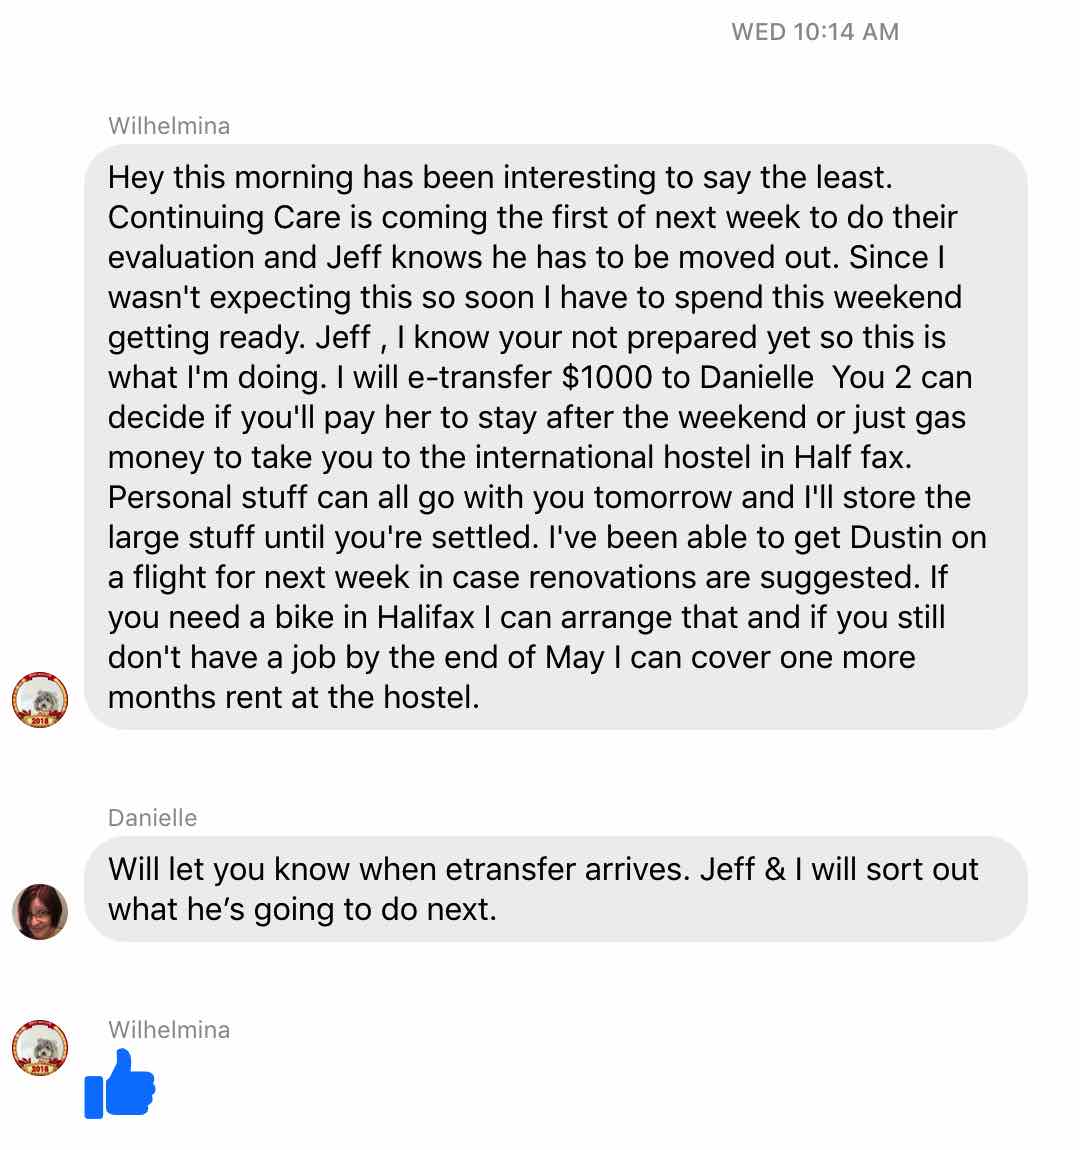 WED 10:14 AM
Wilhelmina
Hey this morning has been interesting to say the least.
Continuing Care is coming the first of next week to do their
evaluation and Jeff knows he has to be moved out. Since I
wasn't expecting this so soon I have to spend this weekend
getting ready. Jeff , I know your not prepared yet so this is
what I'm doing. I will e-transfer $1000 to Danielle  You 2 can
decide if you'll pay her to stay after the weekend or just gas
money to take you to the international hostel in Half fax.
Personal stuff can all go with you tomorrow and I'll store the
large stuff until you're settled. I've been able to get Dustin on
a flight for next week in case renovations are suggested. If
you need a bike in Halifax I can arrange that and if you still
don't have a job by the end of May I can cover one more
months rent at the hostel.
2018
Danielle
Will let you know when etransfer arrives. Jeff & I will sort out
what he’s going to do next.
Wilhelmina
2018